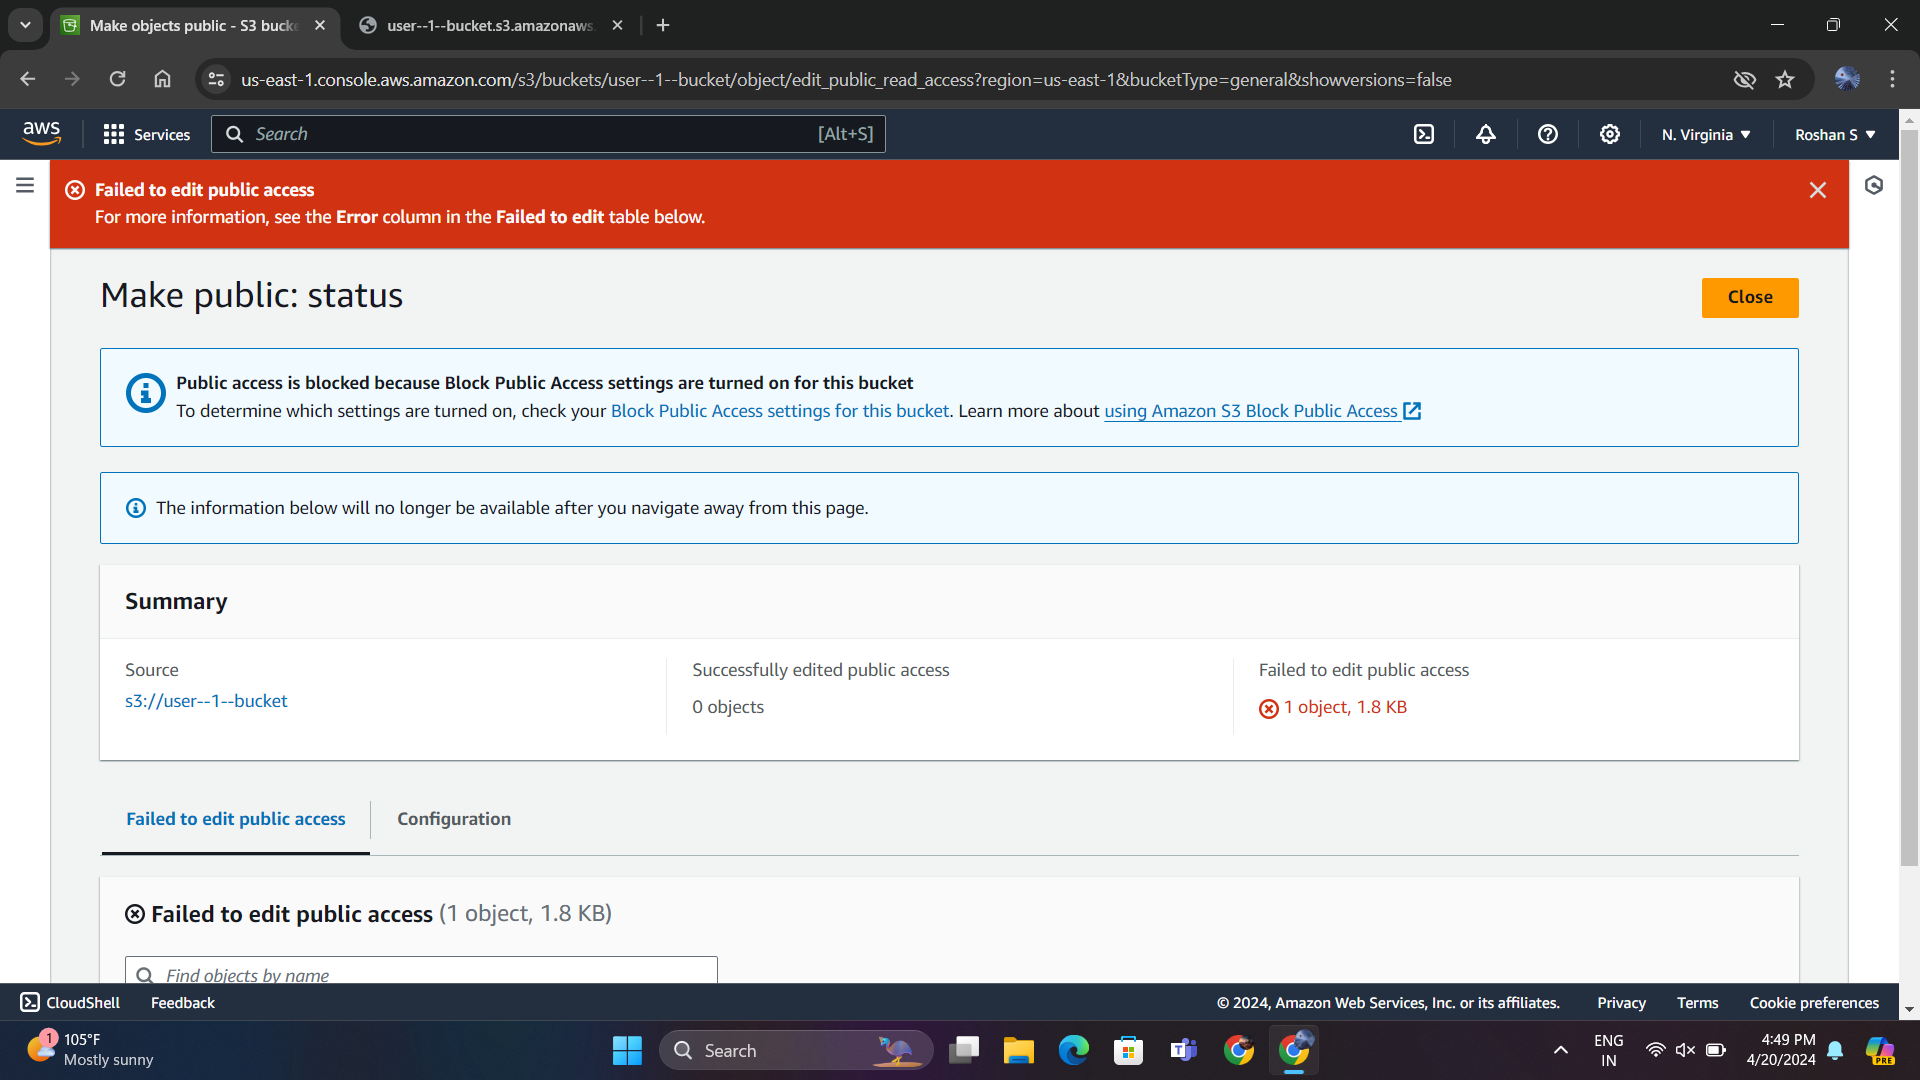 Make objects public - S3 bucke
user--1--bucket.s3.amazonaws.
us-east-1.console.aws.amazon.com/s3/buckets/user--1--bucket/object/edit_public_read_access?region=us-east-1&bucketType=general&showversions=false
aws
Services
Search
[Alt+S]
N. Virginia
Roshan S
Failed to edit public access
For more information, see the Error column in the Failed to edit table below.
Make public: status
Close
Public access is blocked because Block Public Access settings are turned on for this bucket
To determine which settings are turned on, check your Block Public Access settings for this bucket. Learn more about using Amazon S3 Block Public Access
The information below will no longer be available after you navigate away from this page.
Summary
Source
s3://user--1--bucket
Successfully edited public access
0 objects
Failed to edit public access
1 object, 1.8 KB
Failed to edit public access
Configuration
Failed to edit public access (1 object, 1.8 KB)
Find objects by name
CloudShell
Feedback
© 2024, Amazon Web Services, Inc. or its affiliates.
Privacy
Terms
Cookie preferences
1
105°F
Mostly sunny
Search
ENG
IN
4:49 PM
4/20/2024
PRE